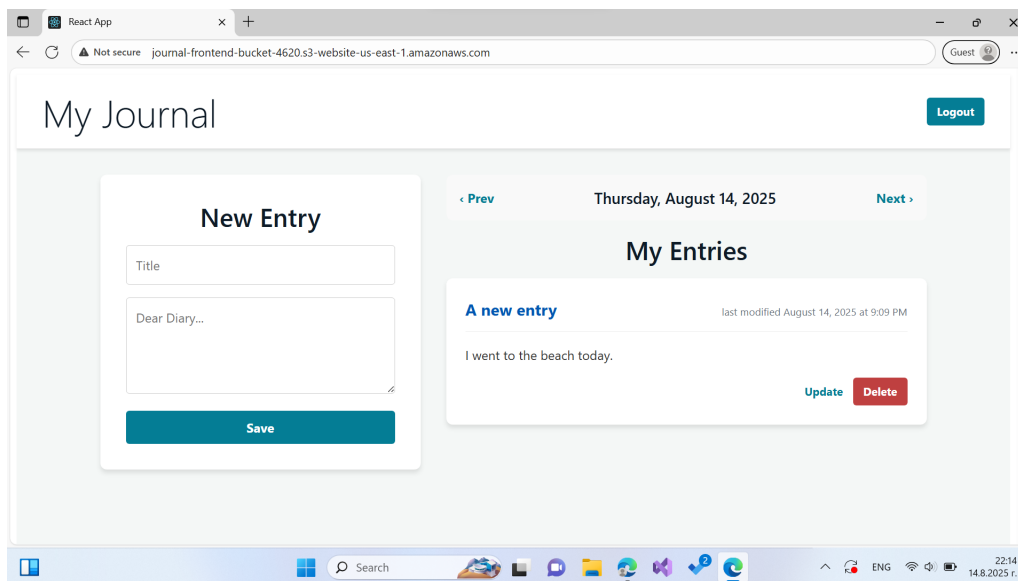 React App
Not secure journal-frontend-bucket-4620.s3-website-us-east-1.amazonaws.com Guest
My Journal
Logout
New Entry
Title
Dear Diary...
Save
‹ Prev Thursday, August 14, 2025 Next ›
My Entries
A new entry last modified August 14, 2025 at 9:09 PM
I went to the beach today.
Update Delete
Search
2
ENG
22:14
14.8.2025 г.